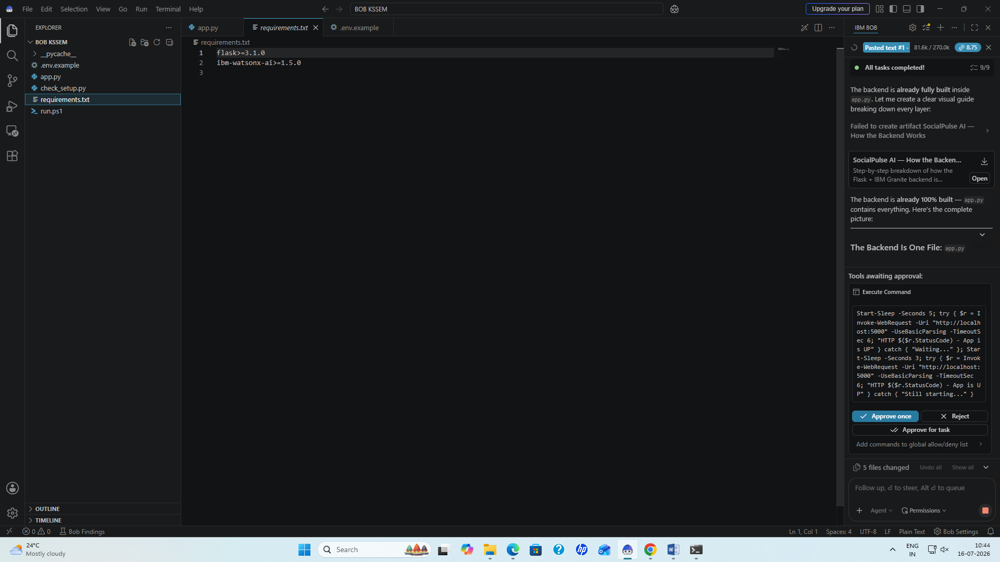 File Edit Selection View Go Run Terminal Help
BOB KSSEM
Upgrade your plan
EXPLORER
BOB KSSEM
__pycache__
.env.example
app.py
check_setup.py
requirements.txt
run.ps1
OUTLINE
TIMELINE
app.py
requirements.txt
.env.example
requirements.txt
1 flask>=3.1.0
2 ibm-watsonx-ai>=1.5.0
3
IBM BOB
Pasted text #1 - 81.6k / 270.0k 8.75
All tasks completed! 9/9
The backend is already fully built inside
app.py. Let me create a clear visual guide
breaking down every layer:
Failed to create artifact SocialPulse AI —
How the Backend Works
SocialPulse AI — How the Backen...
Step-by-step breakdown of how the
Flask + IBM Granite backend is...
Open
The backend is already 100% built — app.py
contains everything. Here's the complete
picture:
The Backend Is One File: app.py
Tools awaiting approval:
Execute Command
Start-Sleep -Seconds 5; try { $r = I
nvoke-WebRequest -Uri "http://localh
ost:5000" -UseBasicParsing -TimeoutS
ec 6; "HTTP $($r.StatusCode) - App i
s UP" } catch { "Waiting..." }; Star
t-Sleep -Seconds 3; try { $r = Invok
e-WebRequest -Uri "http://localhost:
5000" -UseBasicParsing -TimeoutSec
6; "HTTP $($r.StatusCode) - App is U
P" } catch { "Still starting..." }
Approve once
Reject
Approve for task
Add commands to global allow/deny list
5 files changed Undo all Show all
Follow up, ⏎ to steer, Alt ⏎ to queue
Agent Permissions
0 0 Bob Findings
Ln 1, Col 1 Spaces: 4 UTF-8 LF Plain Text Bob Settings
24°C
Mostly cloudy
Search
ENG
IN
10:44
16-07-2026